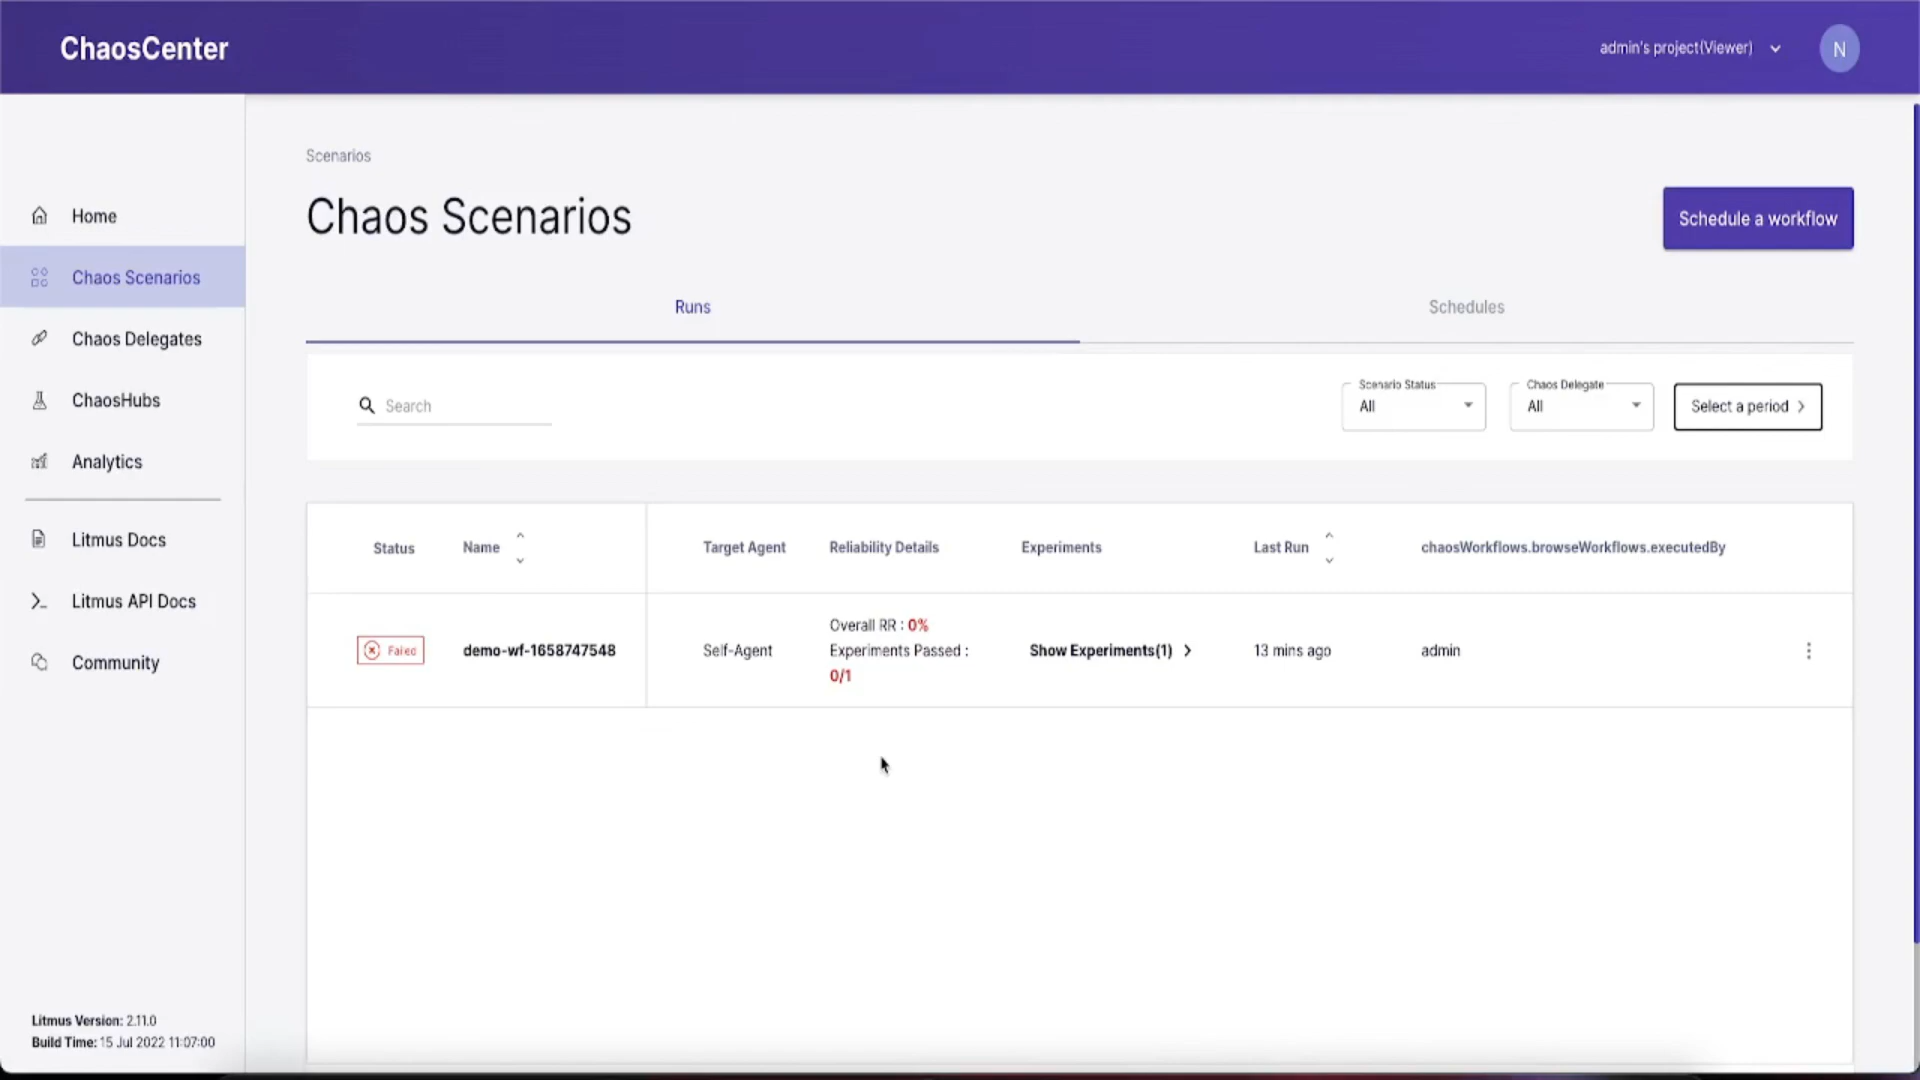 ChaosCenter
admin's project(Viewer)
N
Home
Chaos Scenarios
Chaos Delegates
ChaosHubs
Analytics
Litmus Docs
Litmus API Docs
Community
Litmus Version: 2.11.0
Build Time: 15 Jul 2022 11:07:00
Scenarios
Chaos Scenarios
Schedule a workflow
Runs
Schedules
Search
Scenario Status
All
Chaos Delegate
All
Select a period
Status
Name
Target Agent
Reliability Details
Experiments
Last Run
chaosWorkflows.browseWorkflows.executedBy
Failed
demo-wf-1658747548
Self-Agent
Overall RR : 0%
Experiments Passed :
0/1
Show Experiments(1)
13 mins ago
admin